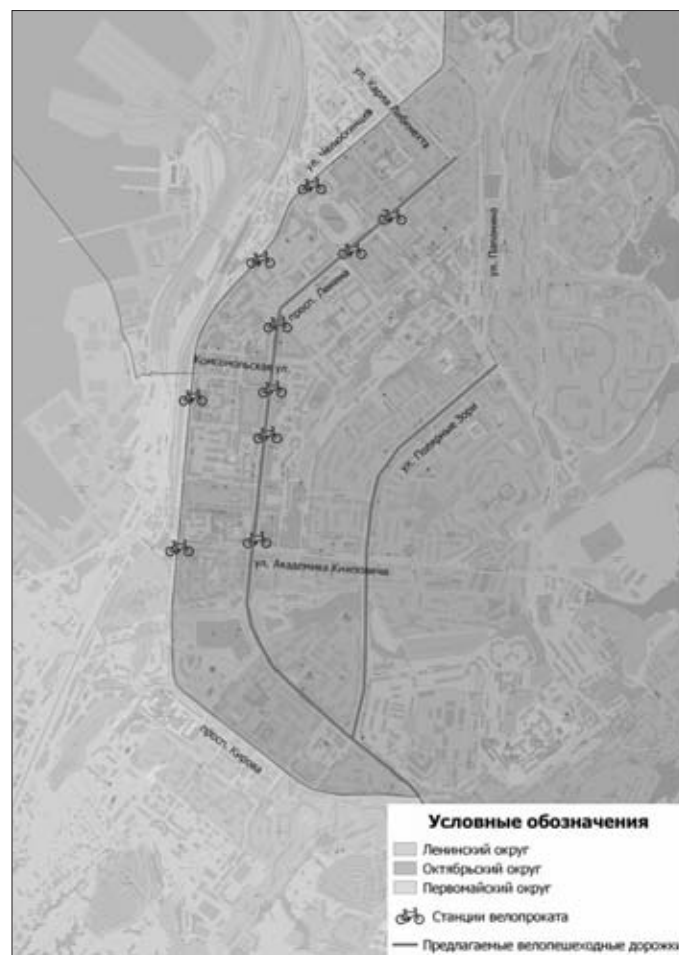 ул. Карла Либкнехта
ул. Челюскинцев
ул. Папанина
просп. Ленина
Комсомольская ул.
ул. Полярные Зори
ул. Академика Книповича
просп. Кирова
Условные обозначения
Ленинский округ
Октябрьский округ
Первомайский округ
Станции велопроката
Предлагаемые велопешеходные дорожки